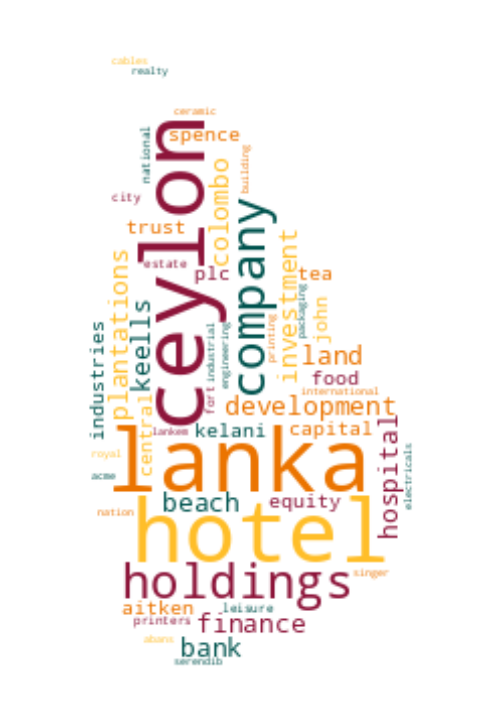 cables
realty
ceramic
spence
national
building
ceylon
colombo
city
company
trust
investment
estate
plc
tea
plantations
keells
packaging
john
industries
industrial
engineering
printing
land
food
fort
international
central
development
hospital
lankem
kelani
capital
lanka
royal
electricals
acme
beach
equity
hotel
nation
holdings
singer
aitken
leisure
printers
finance
abans
bank
serendib